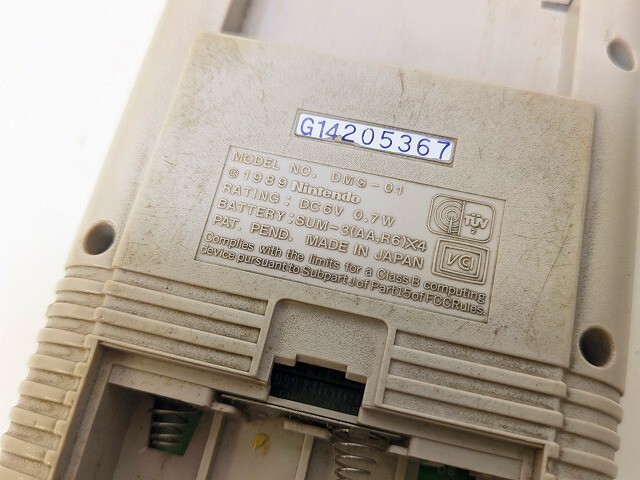 G14205367
MODEL NO. DMG-01
©1989 Nintendo
RATING: DC6V 0.7W
BATTERY: SUM-3(AA,R6)X4
PAT. PEND. MADE IN JAPAN
TÜV
VCI
Complies with the limits for a Class B computing
device pursuant to Subpart J of Part 15 of FCC Rules.